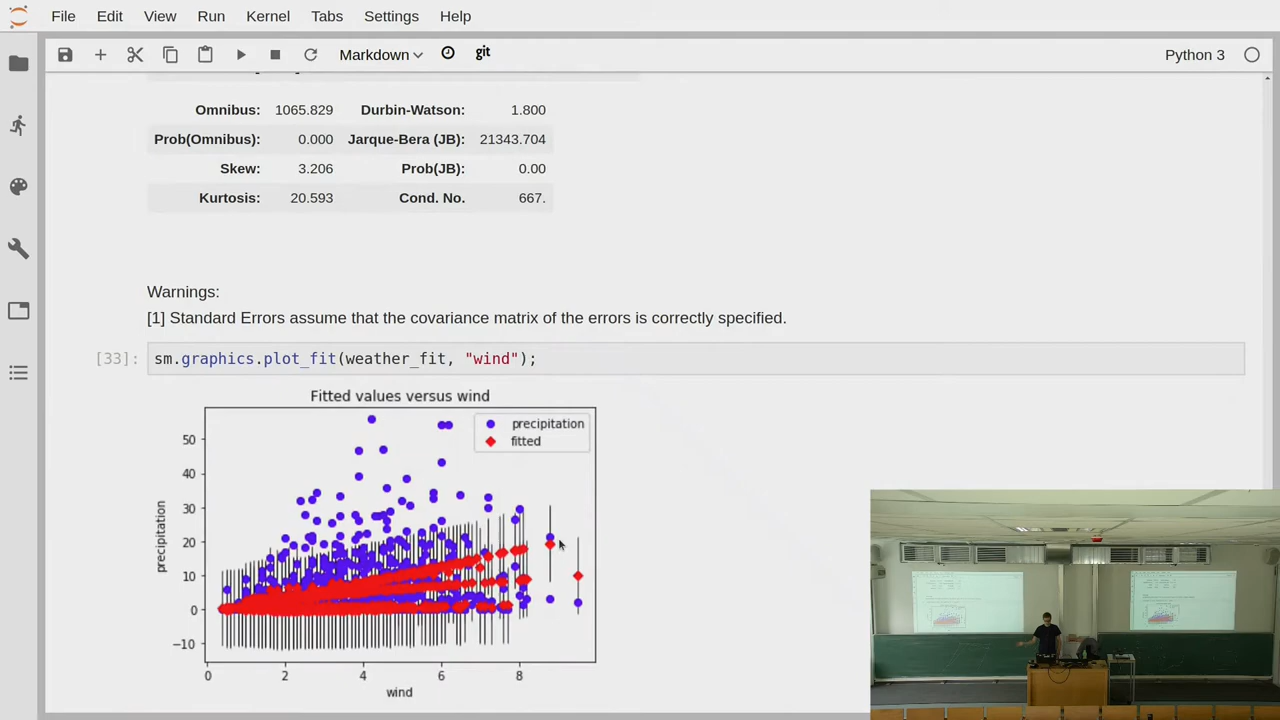 File Edit View Run Kernel Tabs Settings Help
Markdown git Python 3
Omnibus: 1065.829 Durbin-Watson: 1.800
Prob(Omnibus): 0.000 Jarque-Bera (JB): 21343.704
Skew: 3.206 Prob(JB): 0.00
Kurtosis: 20.593 Cond. No. 667.
Warnings:
[1] Standard Errors assume that the covariance matrix of the errors is correctly specified.
[33]: sm.graphics.plot_fit(weather_fit, "wind");
Fitted values versus wind
precipitation
fitted
50
40
30
20
10
0
−10
precipitation
0 2 4 6 8
wind